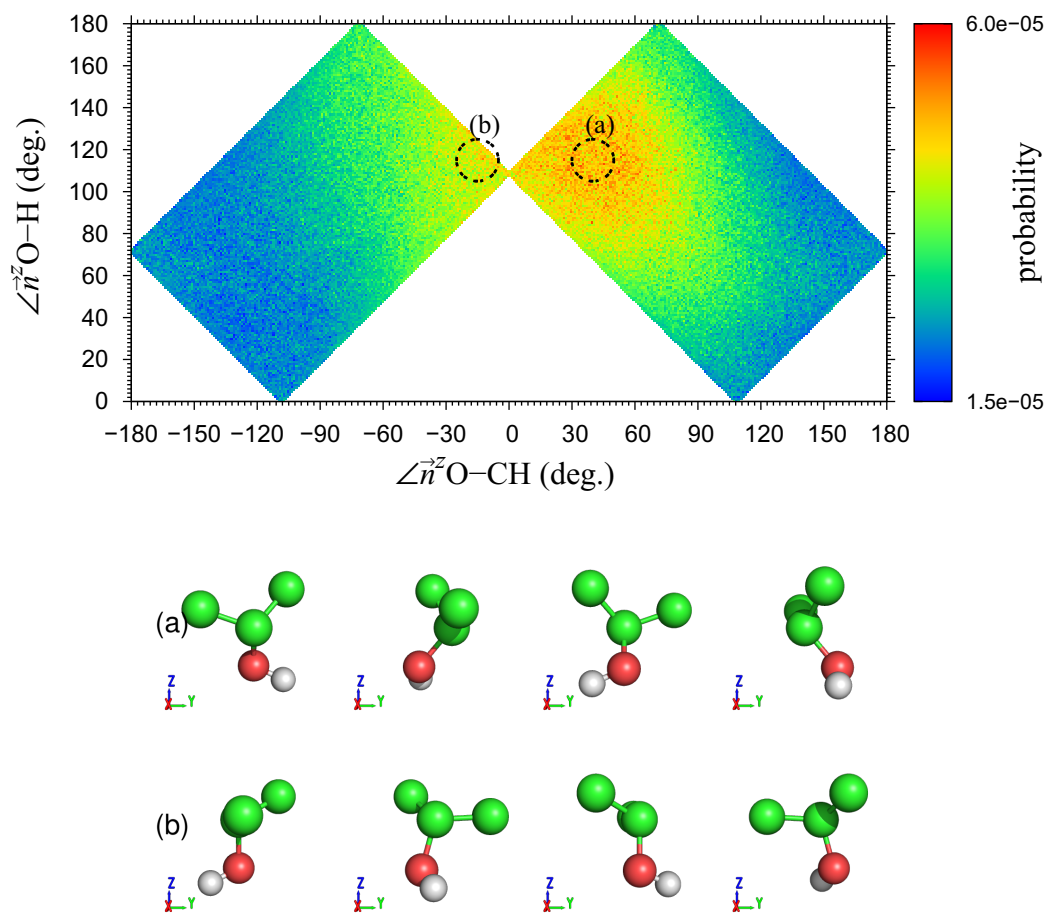 180
160
140
120
100
80
60
40
20
0
∠n⃗ᶻO−H (deg.)
(b)
(a)
6.0e−05
probability
1.5e−05
−180 −150 −120 −90 −60 −30 0 30 60 90 120 150 180
∠n⃗ᶻO−CH (deg.)
(a)
Z X Y Z X Y Z X Y Z X Y
(b)
Z X Y Z X Y Z X Y Z X Y